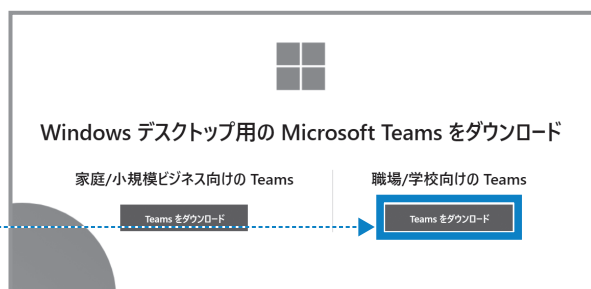 Windows デスクトップ用の Microsoft Teams をダウンロード
家庭/小規模ビジネス向けの Teams
Teams をダウンロード
職場/学校向けの Teams
Teams をダウンロード